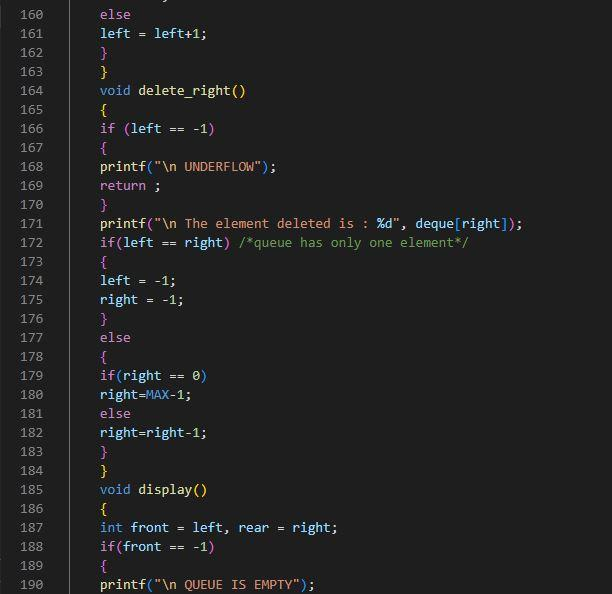 160 else
161 left = left+1;
162 }
163 }
164 void delete_right()
165 {
166 if (left == -1)
167 {
168 printf("\n UNDERFLOW");
169 return ;
170 }
171 printf("\n The element deleted is : %d", deque[right]);
172 if(left == right) /*queue has only one element*/
173 {
174 left = -1;
175 right = -1;
176 }
177 else
178 {
179 if(right == 0)
180 right=MAX-1;
181 else
182 right=right-1;
183 }
184 }
185 void display()
186 {
187 int front = left, rear = right;
188 if(front == -1)
189 {
190 printf("\n QUEUE IS EMPTY");